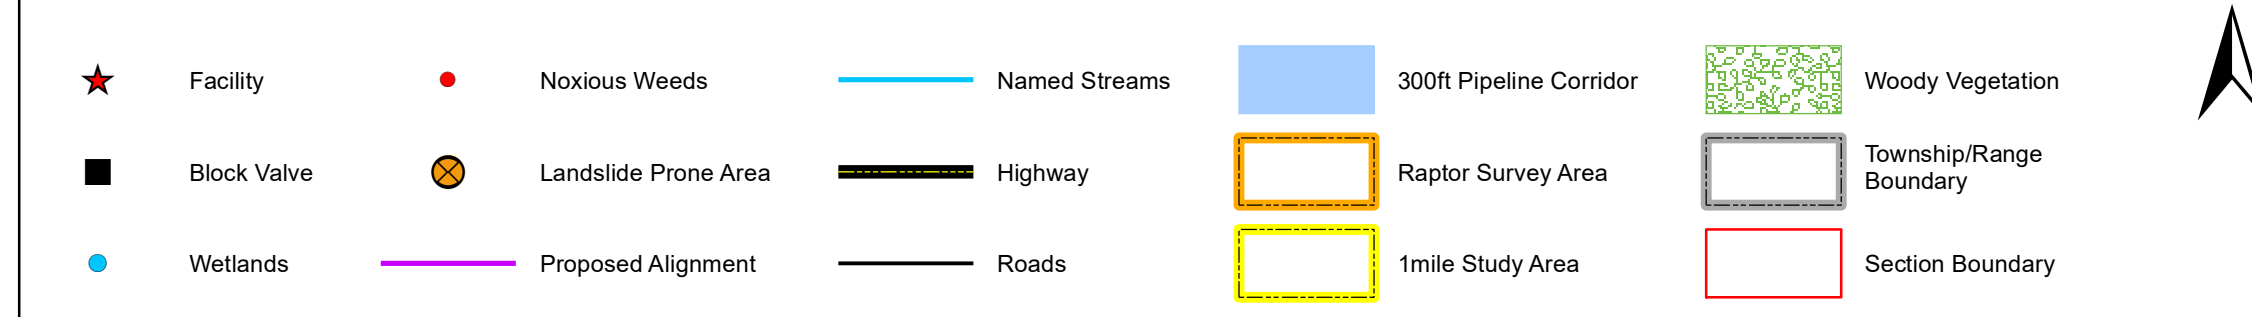 Facility
Noxious Weeds
Named Streams
300ft Pipeline Corridor
Woody Vegetation
Block Valve
Landslide Prone Area
Highway
Raptor Survey Area
Township/Range
Boundary
Wetlands
Proposed Alignment
Roads
1mile Study Area
Section Boundary